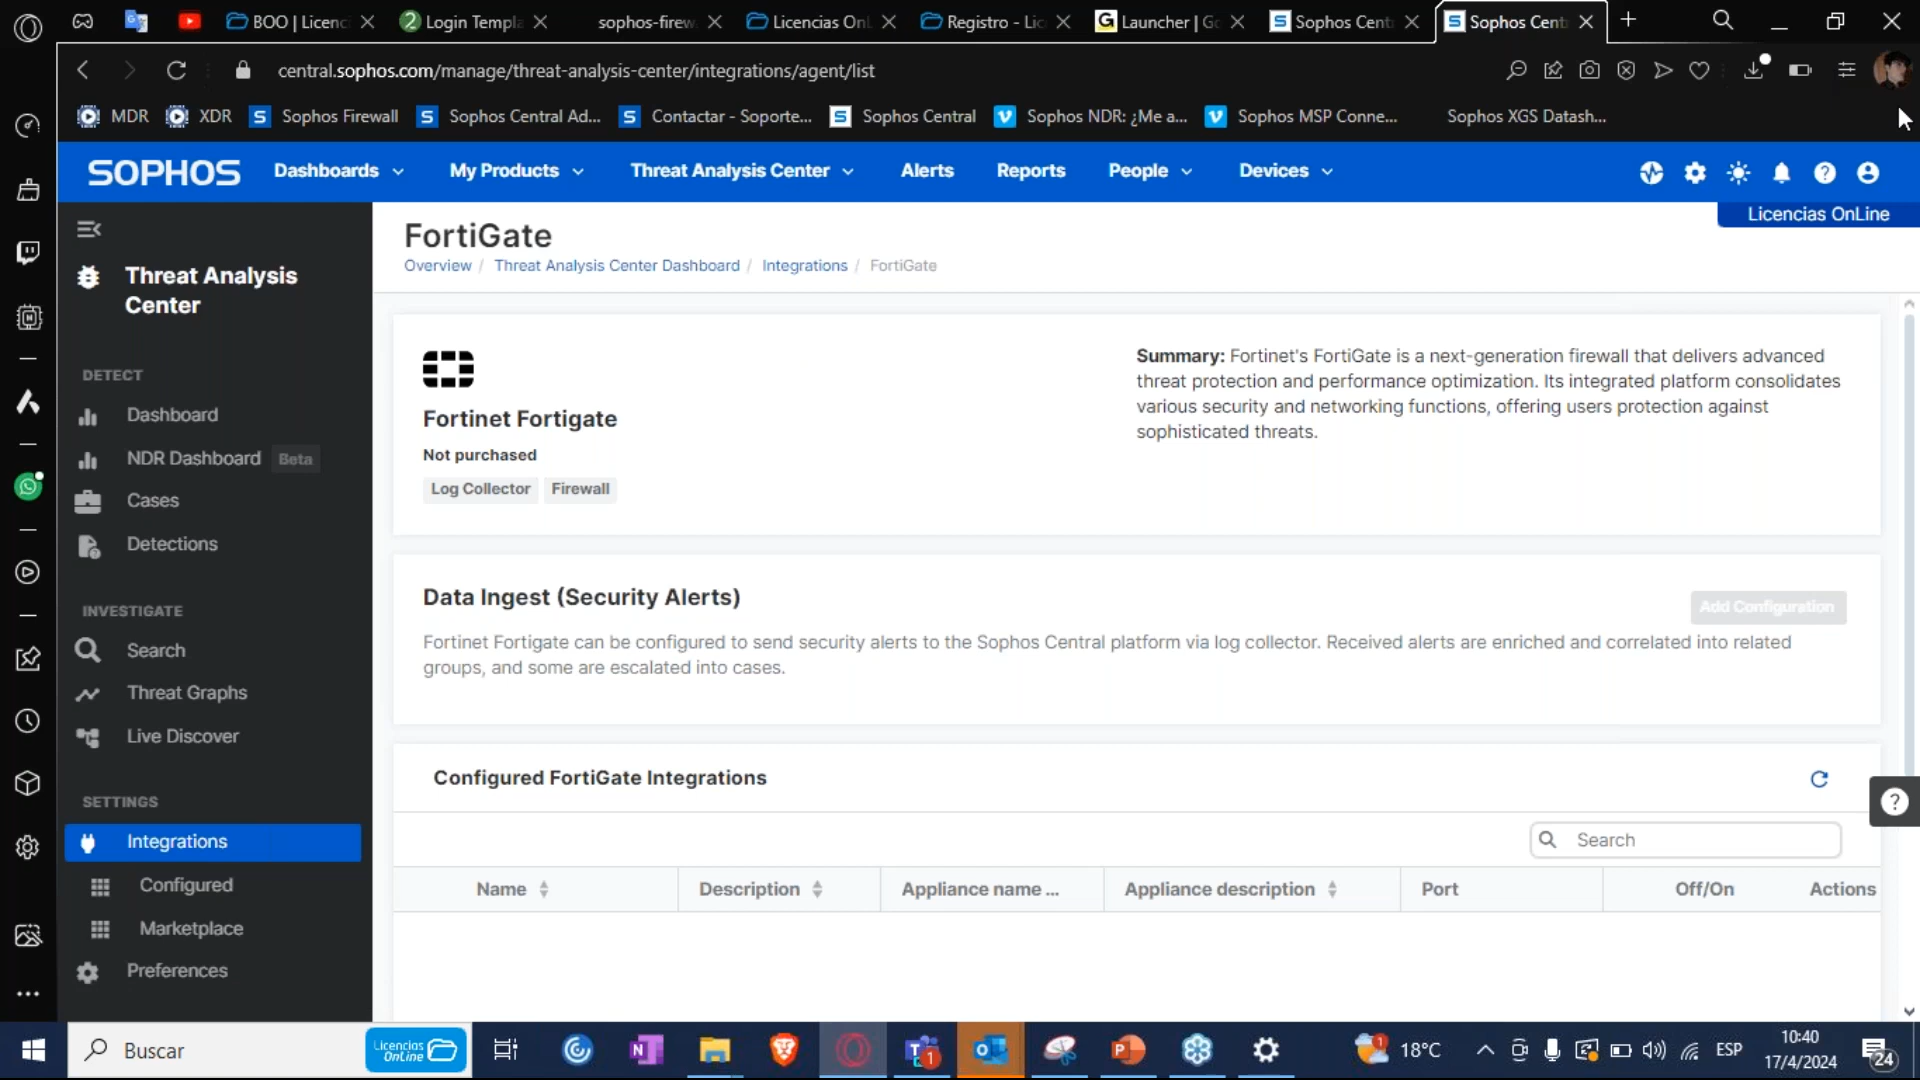 BOO | Licenci
Login Templa
sophos-firew
Licencias OnL
Registro - Lic
Launcher | Go
Sophos Cent
Sophos Cent
central.sophos.com/manage/threat-analysis-center/integrations/agent/list
MDR
XDR
Sophos Firewall
Sophos Central Ad...
Contactar - Soporte...
Sophos Central
Sophos NDR: ¿Me a...
Sophos MSP Conne...
Sophos XGS Datash...
SOPHOS
Dashboards
My Products
Threat Analysis Center
Alerts
Reports
People
Devices
Licencias OnLine
Threat Analysis
Center
DETECT
Dashboard
NDR Dashboard Beta
Cases
Detections
INVESTIGATE
Search
Threat Graphs
Live Discover
SETTINGS
Integrations
Configured
Marketplace
Preferences
FortiGate
Overview / Threat Analysis Center Dashboard / Integrations / FortiGate
Fortinet Fortigate
Not purchased
Log Collector Firewall
Summary: Fortinet's FortiGate is a next-generation firewall that delivers advanced
threat protection and performance optimization. Its integrated platform consolidates
various security and networking functions, offering users protection against
sophisticated threats.
Data Ingest (Security Alerts)
Add Configuration
Fortinet Fortigate can be configured to send security alerts to the Sophos Central platform via log collector. Received alerts are enriched and correlated into related
groups, and some are escalated into cases.
Configured FortiGate Integrations
Search
Name Description Appliance name ... Appliance description Port Off/On Actions
Buscar
Licencias
OnLine
1
1
18°C
ESP
10:40
17/4/2024
24